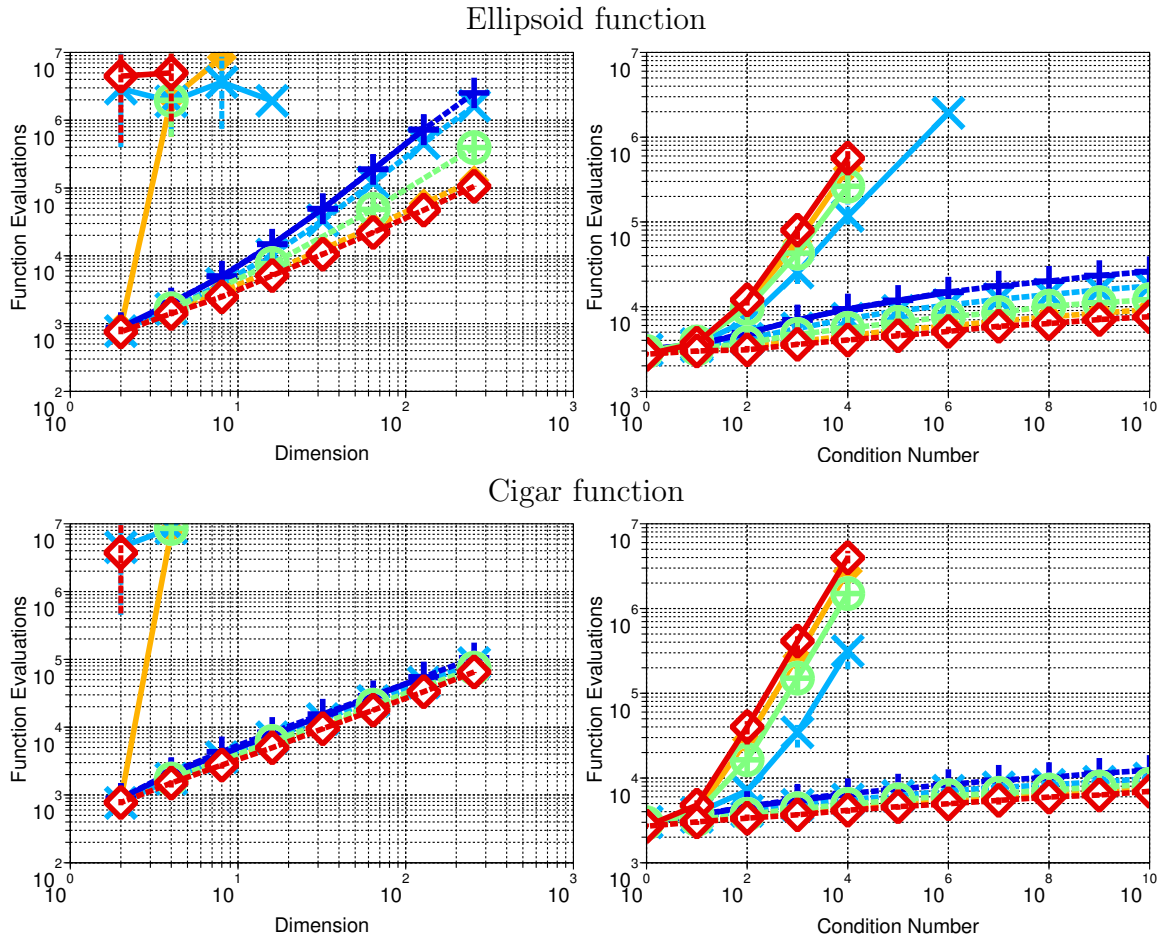 Ellipsoid function
10^7
10^6
10^5
10^4
10^3
10^2
Function Evaluations
10^0 10^1 10^2 10^3
Dimension
10^7
10^6
10^5
10^4
10^3
Function Evaluations
10^0 10^2 10^4 10^6 10^8 10^10
Condition Number
Cigar function
10^7
10^6
10^5
10^4
10^3
10^2
Function Evaluations
10^0 10^1 10^2 10^3
Dimension
10^7
10^6
10^5
10^4
10^3
Function Evaluations
10^0 10^2 10^4 10^6 10^8 10^10
Condition Number